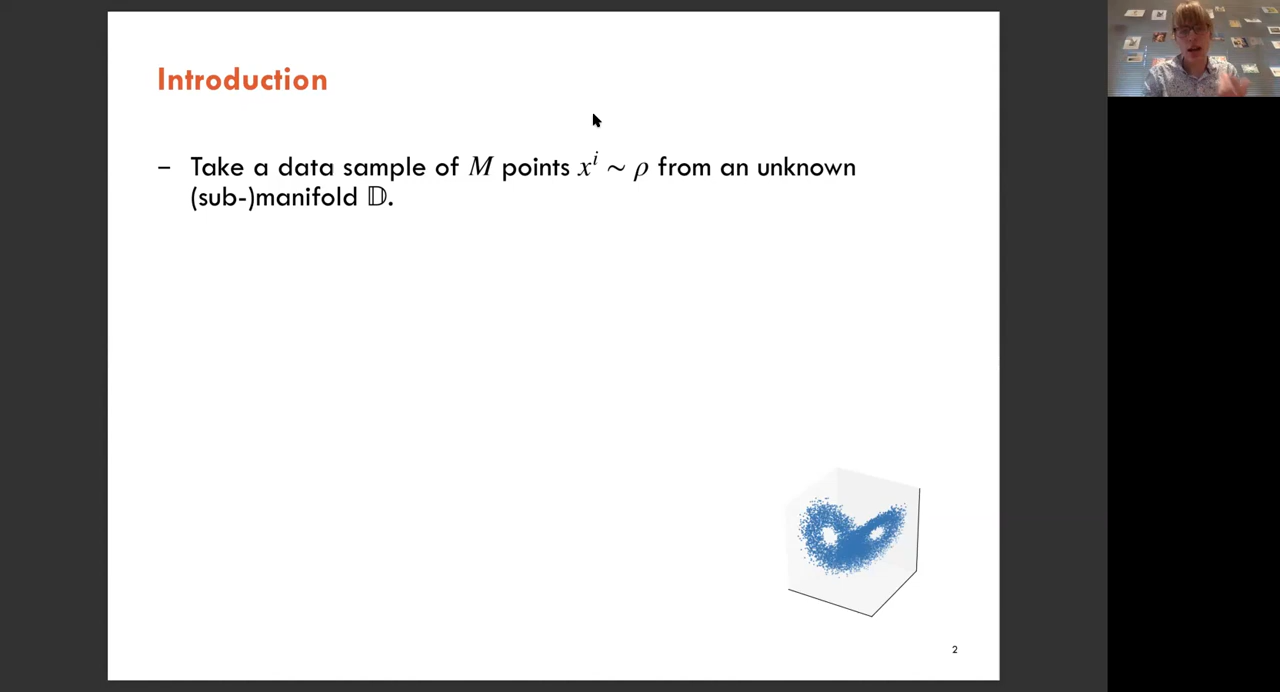 Introduction
– Take a data sample of M points xⁱ ∼ ρ from an unknown
(sub-)manifold 𝔻.
2